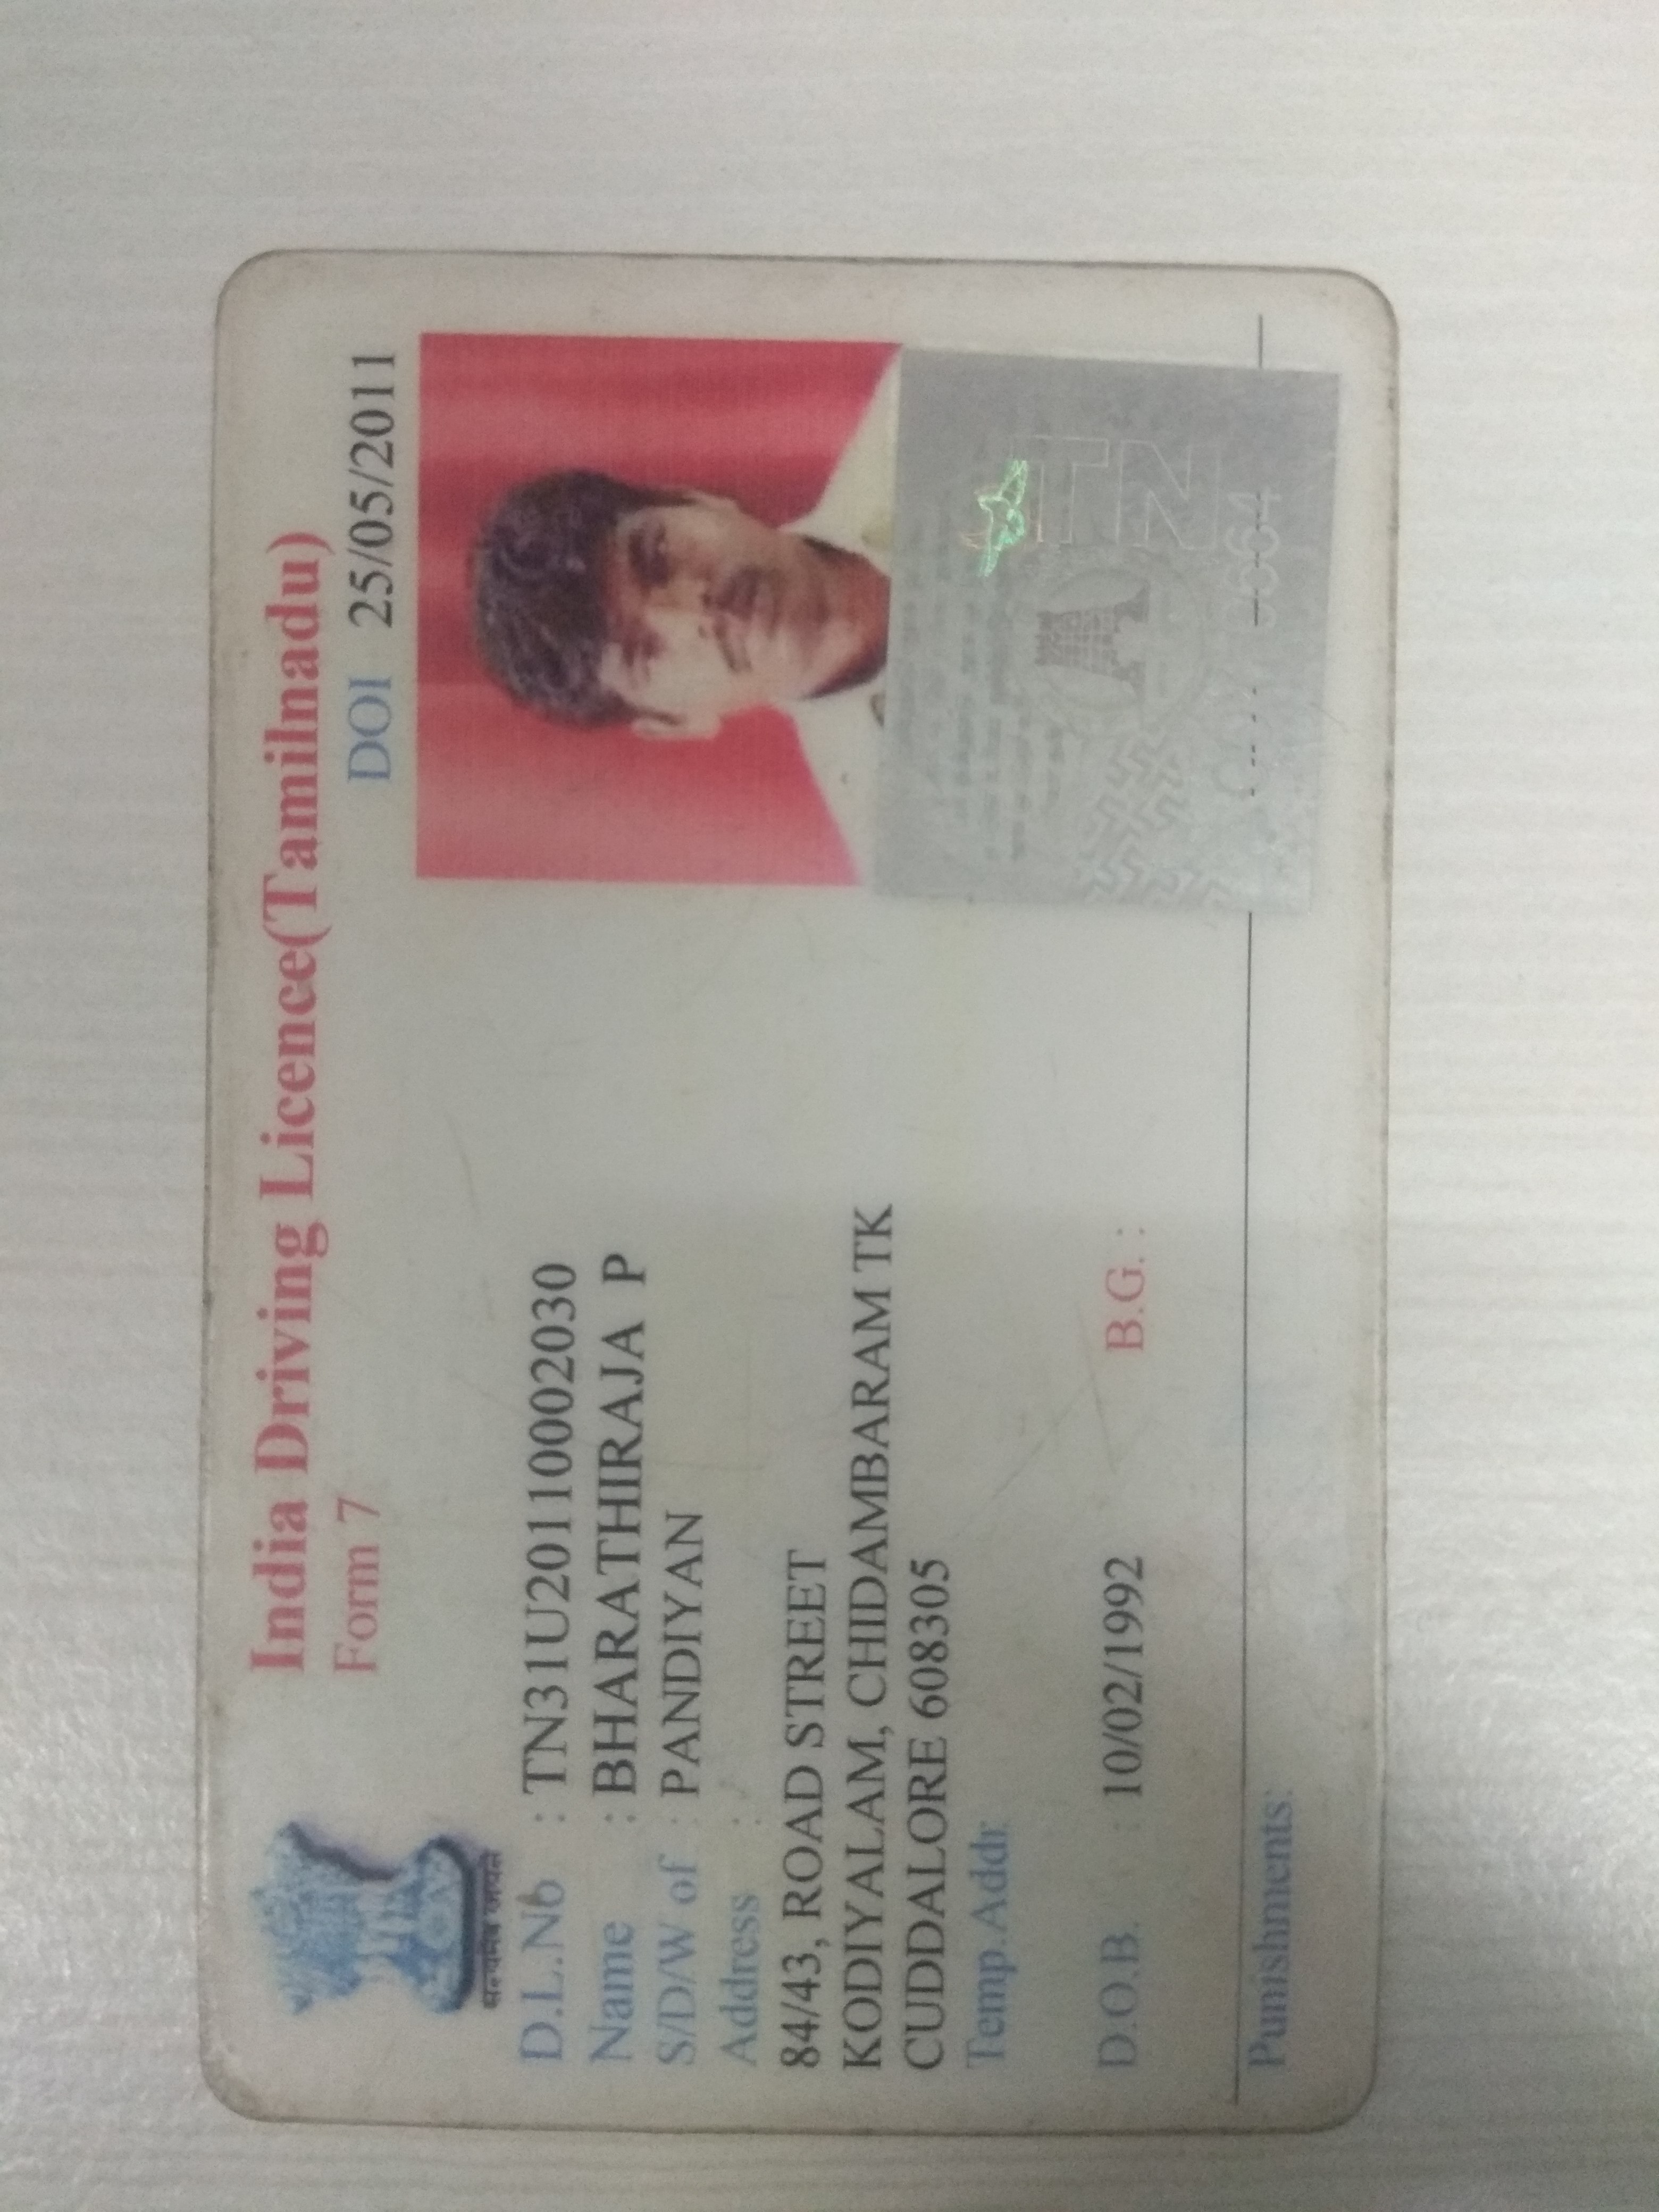 India Driving Licence(Tamilnadu)
Form 7
DOI 25/05/2011
D.L.No : TN31U20110002030
Name : BHARATHIRAJA P
S/D/W of : PANDIYAN
Address :
84/43, ROAD STREET
KODIYALAM, CHIDAMBARAM TK
CUDDALORE 608305
Temp.Addr
D.O.B. : 10/02/1992 B.G. :
Punishments:
TN